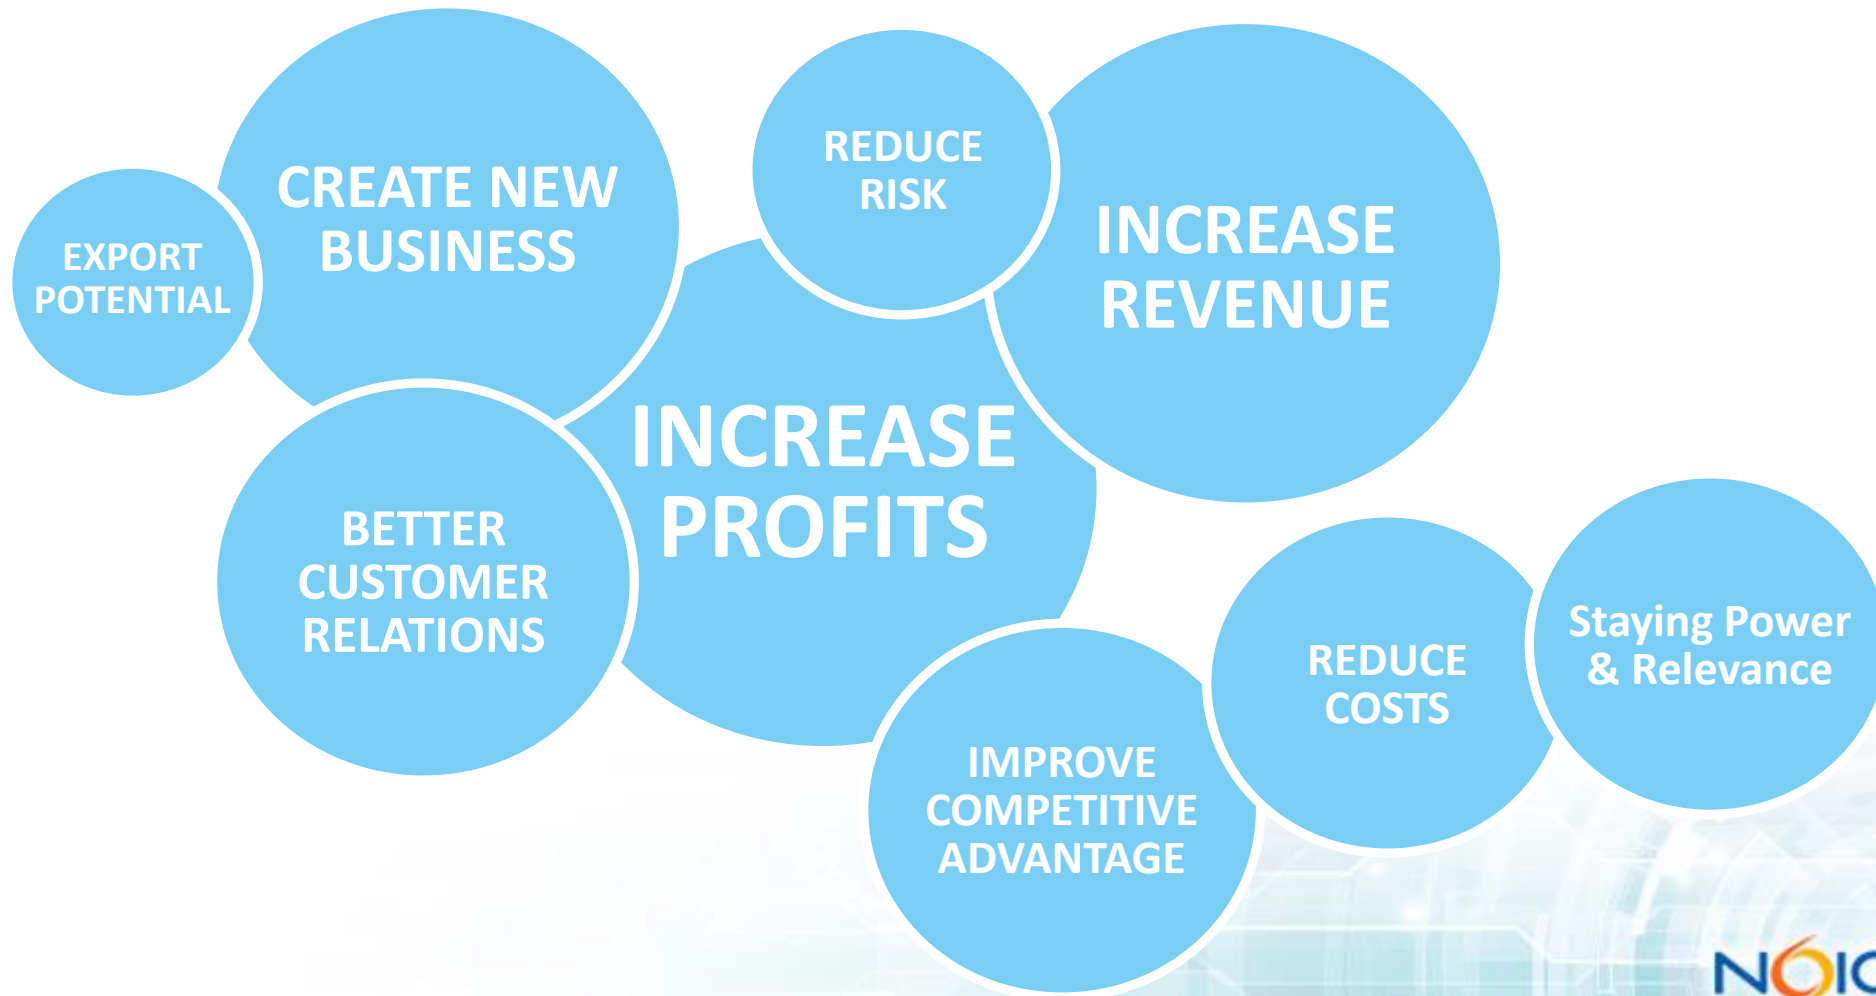 EXPORT
POTENTIAL
CREATE NEW
BUSINESS
REDUCE
RISK
INCREASE
REVENUE
INCREASE
PROFITS
BETTER
CUSTOMER
RELATIONS
IMPROVE
COMPETITIVE
ADVANTAGE
REDUCE
COSTS
Staying Power
& Relevance